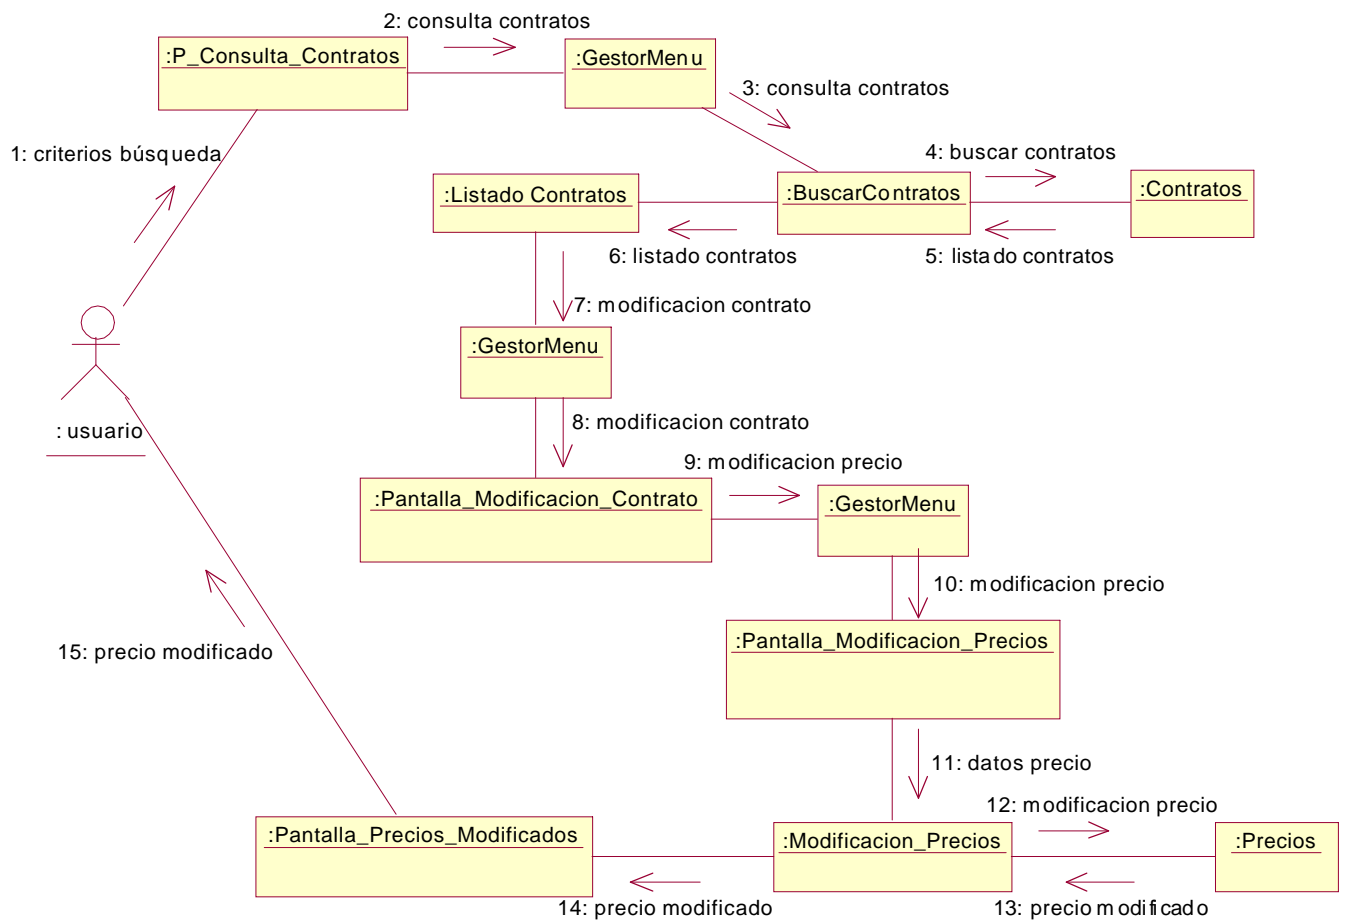 2: consulta contratos
:P_Consulta_Contratos
:GestorMenu
3: consulta contratos
1: criterios búsqueda
4: buscar contratos
:Listado Contratos
:BuscarContratos
:Contratos
6: listado contratos
5: listado contratos
7: modificacion contrato
:GestorMenu
8: modificacion contrato
: usuario
9: modificacion precio
:Pantalla_Modificacion_Contrato
:GestorMenu
10: modificacion precio
:Pantalla_Modificacion_Precios
15: precio modificado
11: datos precio
12: modificacion precio
:Pantalla_Precios_Modificados
:Modificacion_Precios
:Precios
14: precio modificado
13: precio modificado